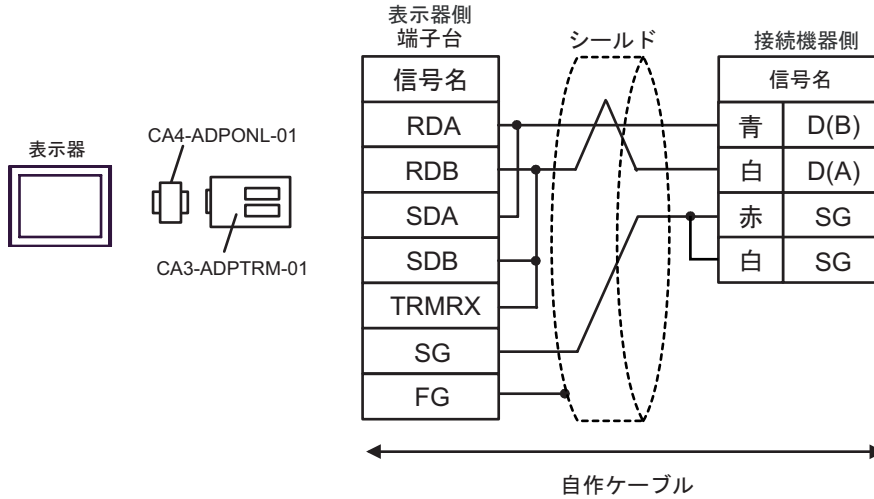 表示器
CA4-ADPONL-01
CA3-ADPTRM-01
表示器側
端子台
シールド
接続機器側
信号名
信号名
RDA
青 D(B)
RDB
白 D(A)
SDA
赤 SG
SDB
白 SG
TRMRX
SG
FG
自作ケーブル